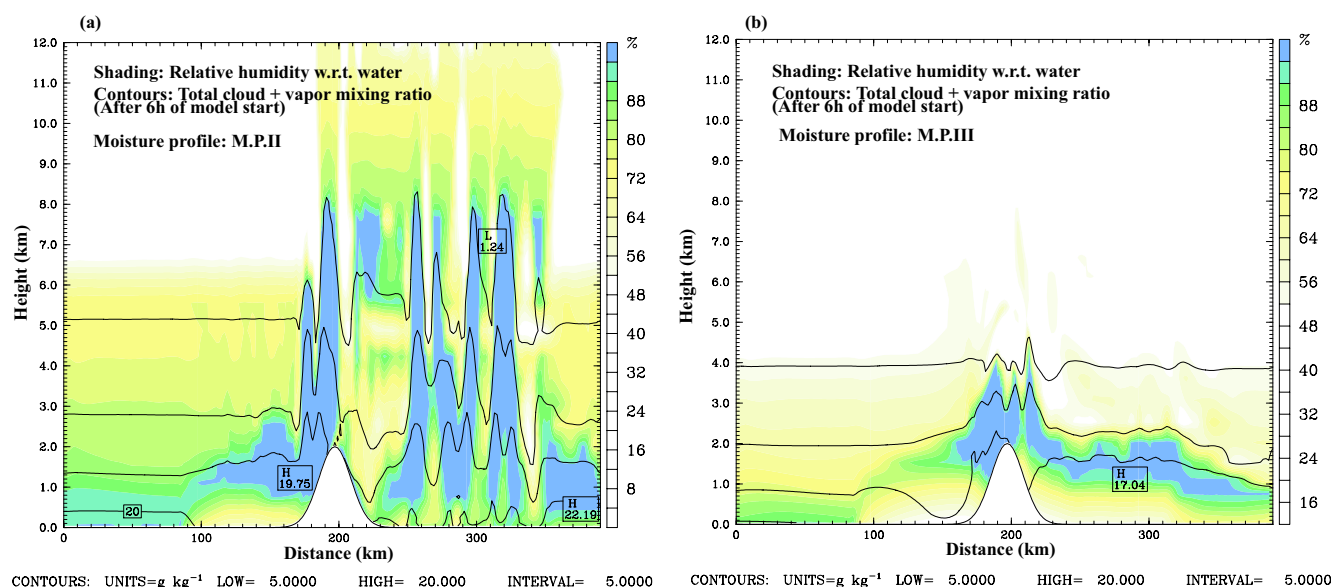 (a)
%
Shading: Relative humidity w.r.t. water
Contours: Total cloud + vapor mixing ratio
(After 6h of model start)
Moisture profile: M.P.II
12.0
11.0
10.0
9.0
8.0
7.0
6.0
5.0
4.0
3.0
2.0
1.0
0.0
Height (km)
L
1.24
H
19.75
20
H
22.19
88
80
72
64
56
48
40
32
24
16
8
0 100 200 300
Distance (km)
CONTOURS: UNITS=g kg⁻¹ LOW= 5.0000 HIGH= 20.000 INTERVAL= 5.0000
(b)
%
Shading: Relative humidity w.r.t. water
Contours: Total cloud + vapor mixing ratio
(After 6h of model start)
Moisture profile: M.P.III
12.0
11.0
10.0
9.0
8.0
7.0
6.0
5.0
4.0
3.0
2.0
1.0
0.0
Height (km)
H
17.04
88
80
72
64
56
48
40
32
24
16
0 100 200 300
Distance (km)
CONTOURS: UNITS=g kg⁻¹ LOW= 5.0000 HIGH= 20.000 INTERVAL= 5.0000